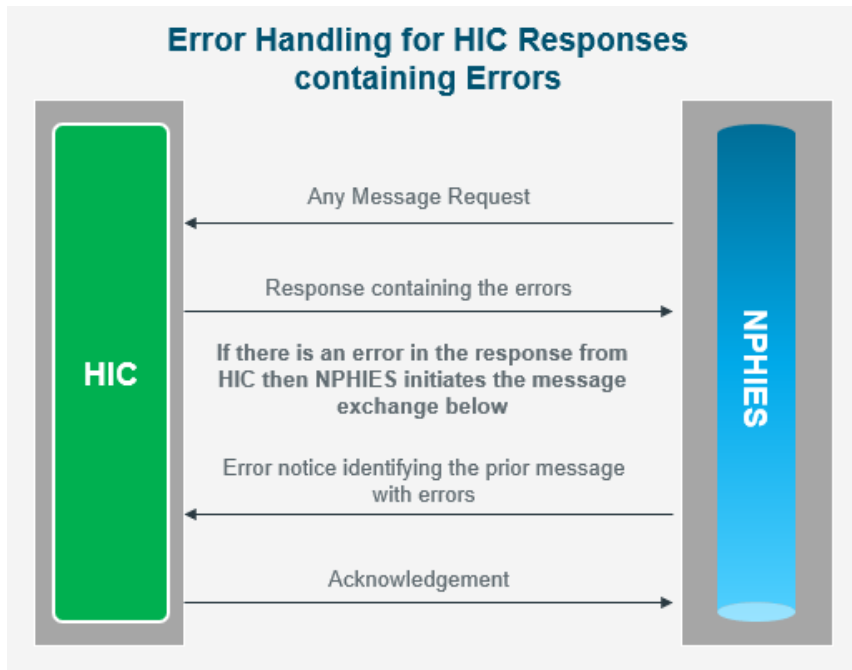 Error Handling for HIC Responses
containing Errors
Any Message Request
Response containing the errors
If there is an error in the response from
HIC then NPHIES initiates the message
exchange below
HIC
NPHIES
Error notice identifying the prior message
with errors
Acknowledgement